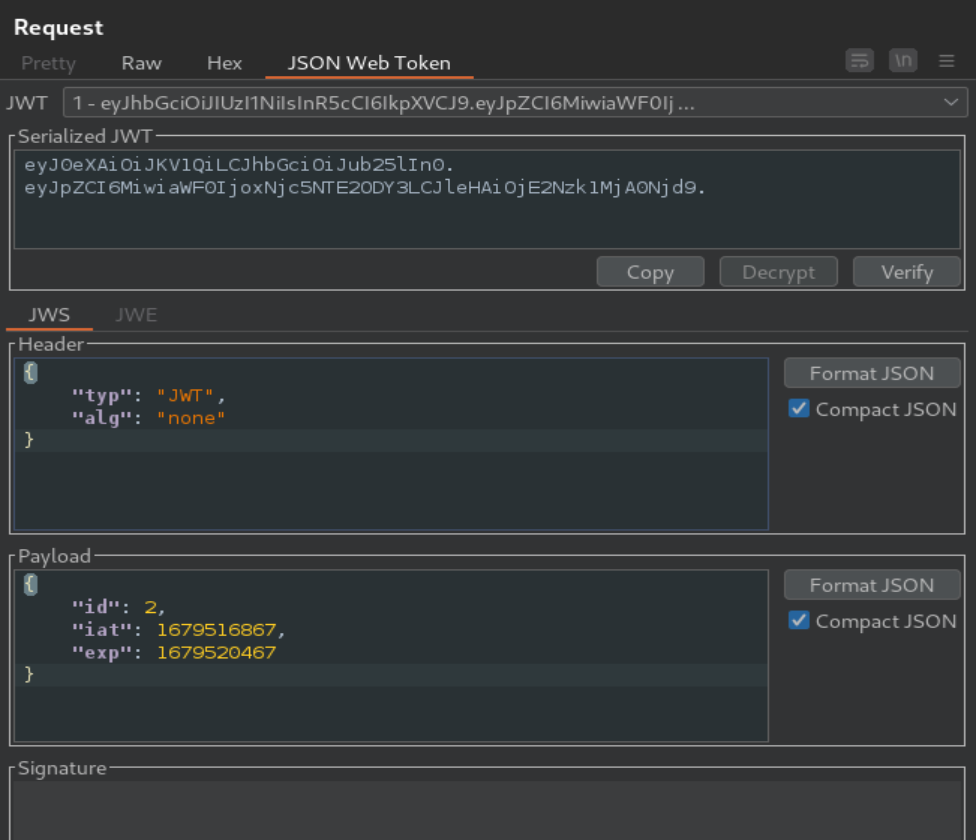 Request
Pretty Raw Hex JSON Web Token \n
JWT 1 - eyJhbGciOiJIUzI1NiIsInR5cCI6IkpXVCJ9.eyJpZCI6MiwiaWF0Ij ...
Serialized JWT
eyJ0eXAiOiJKV1QiLCJhbGciOiJub25lIn0.
eyJpZCI6MiwiaWF0IjoxNjc5NTE2ODY3LCJleHAiOjE2Nzk1MjA0Njd9.
Copy Decrypt Verify
JWS JWE
Header
{
"typ": "JWT",
"alg": "none"
}
Format JSON
Compact JSON
Payload
{
"id": 2,
"iat": 1679516867,
"exp": 1679520467
}
Format JSON
Compact JSON
Signature